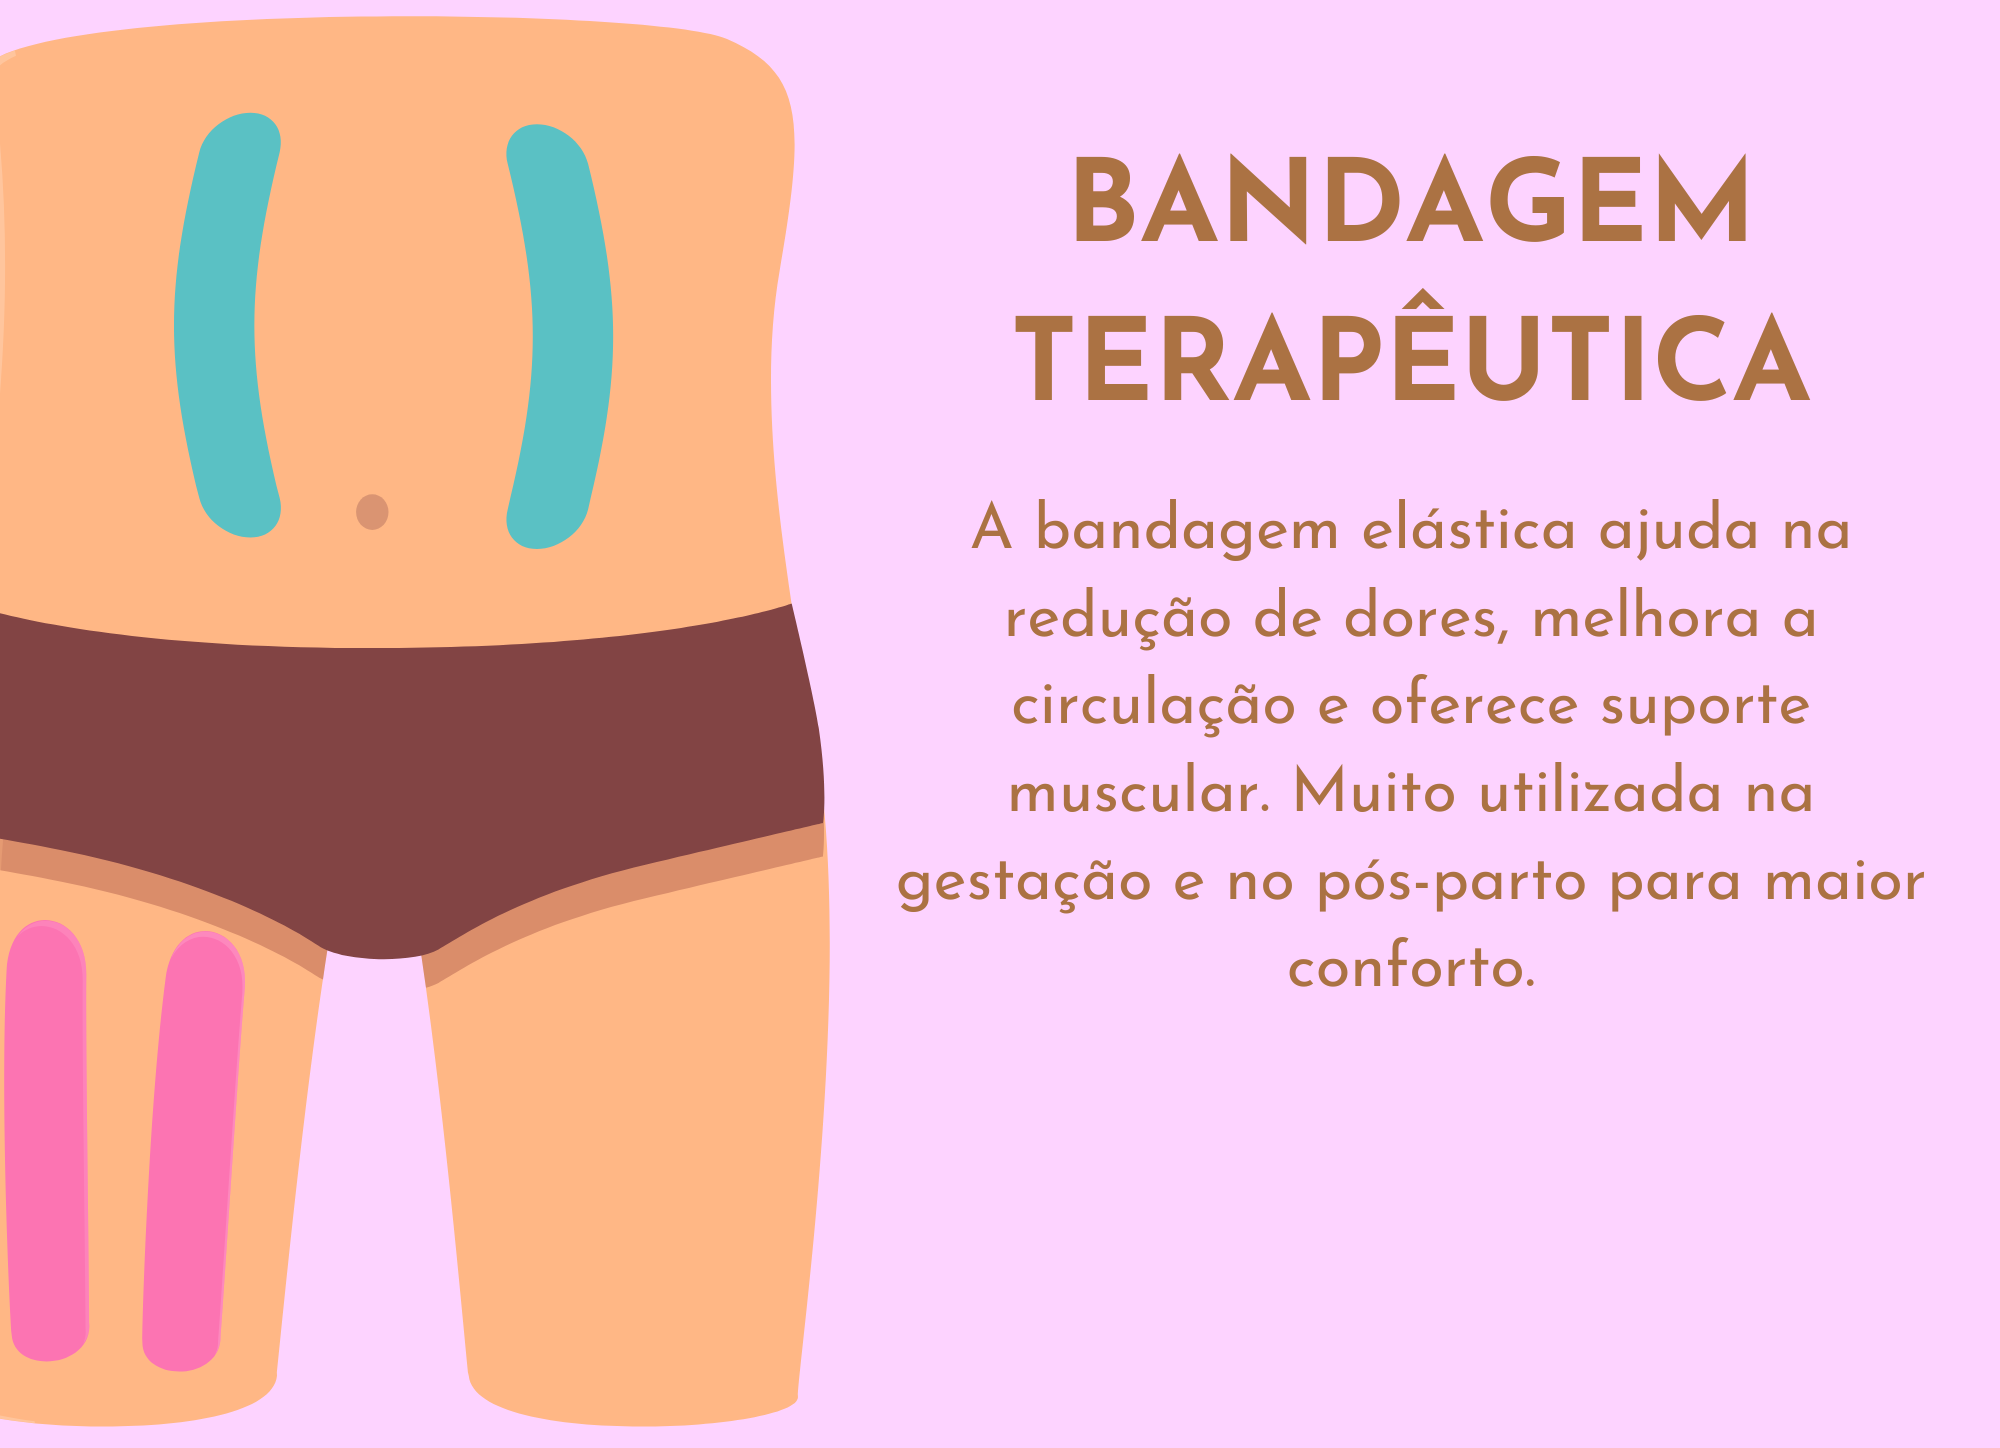 BANDAGEM
TERAPÊUTICA
A bandagem elástica ajuda na
redução de dores, melhora a
circulação e oferece suporte
muscular. Muito utilizada na
gestação e no pós-parto para maior
conforto.